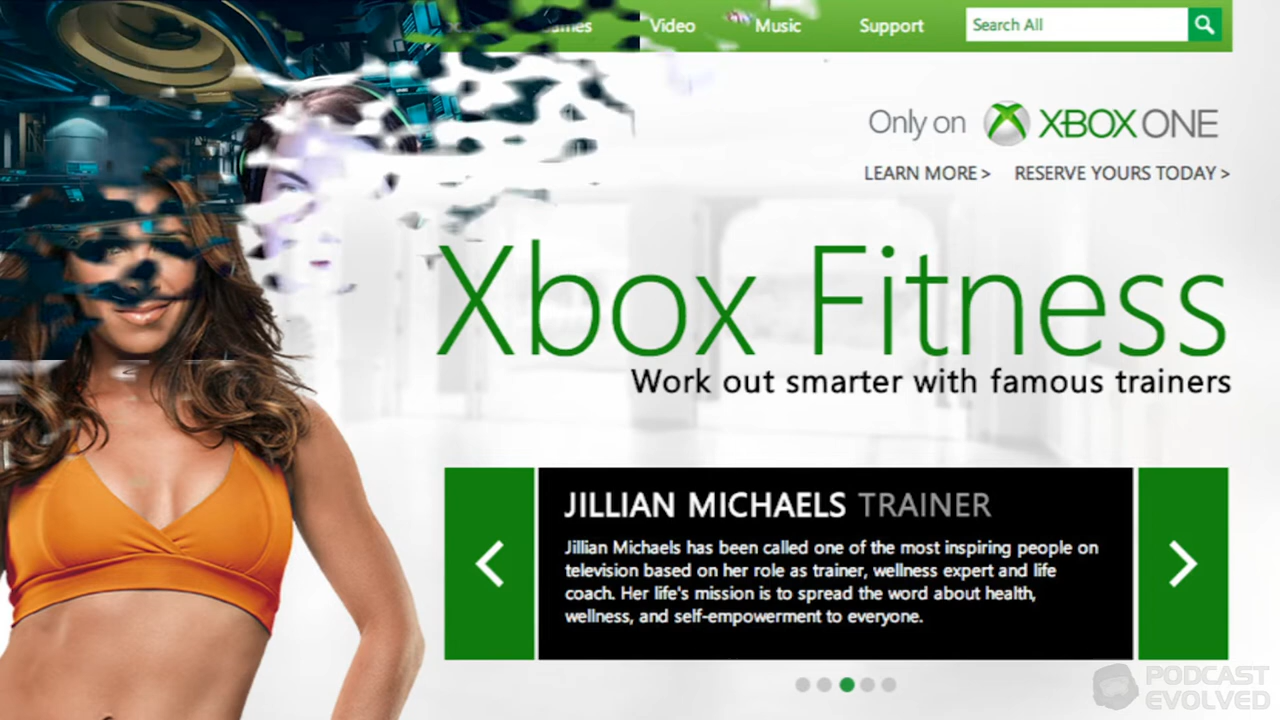 Video
Music
Support
Search All
Only on XBOX ONE
LEARN MORE >
RESERVE YOURS TODAY >
Xbox Fitness
Work out smarter with famous trainers
JILLIAN MICHAELS TRAINER
Jillian Michaels has been called one of the most inspiring people on
television based on her role as trainer, wellness expert and life
coach. Her life's mission is to spread the word about health,
wellness, and self-empowerment to everyone.
PODCAST
EVOLVED